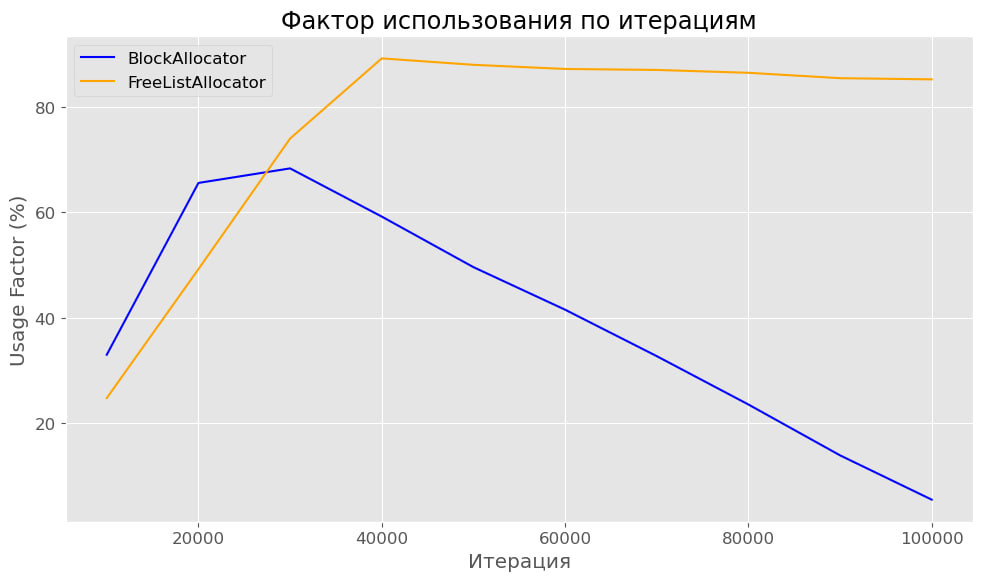 Фактор использования по итерациям
BlockAllocator
FreeListAllocator
Usage Factor (%)
80
60
40
20
20000
40000
60000
80000
100000
Итерация